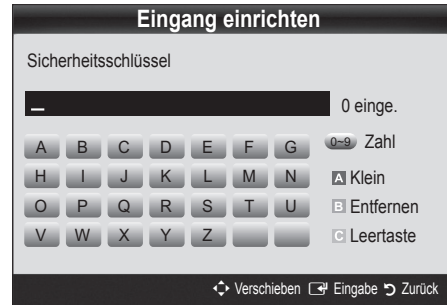 Eingang einrichten
Sicherheitsschlüssel
_
0 einge.
A B C D E F G
0~9 Zahl
H I J K L M N
A Klein
O P Q R S T U
B Entfernen
V W X Y Z
C Leertaste
Verschieben Eingabe Zurück